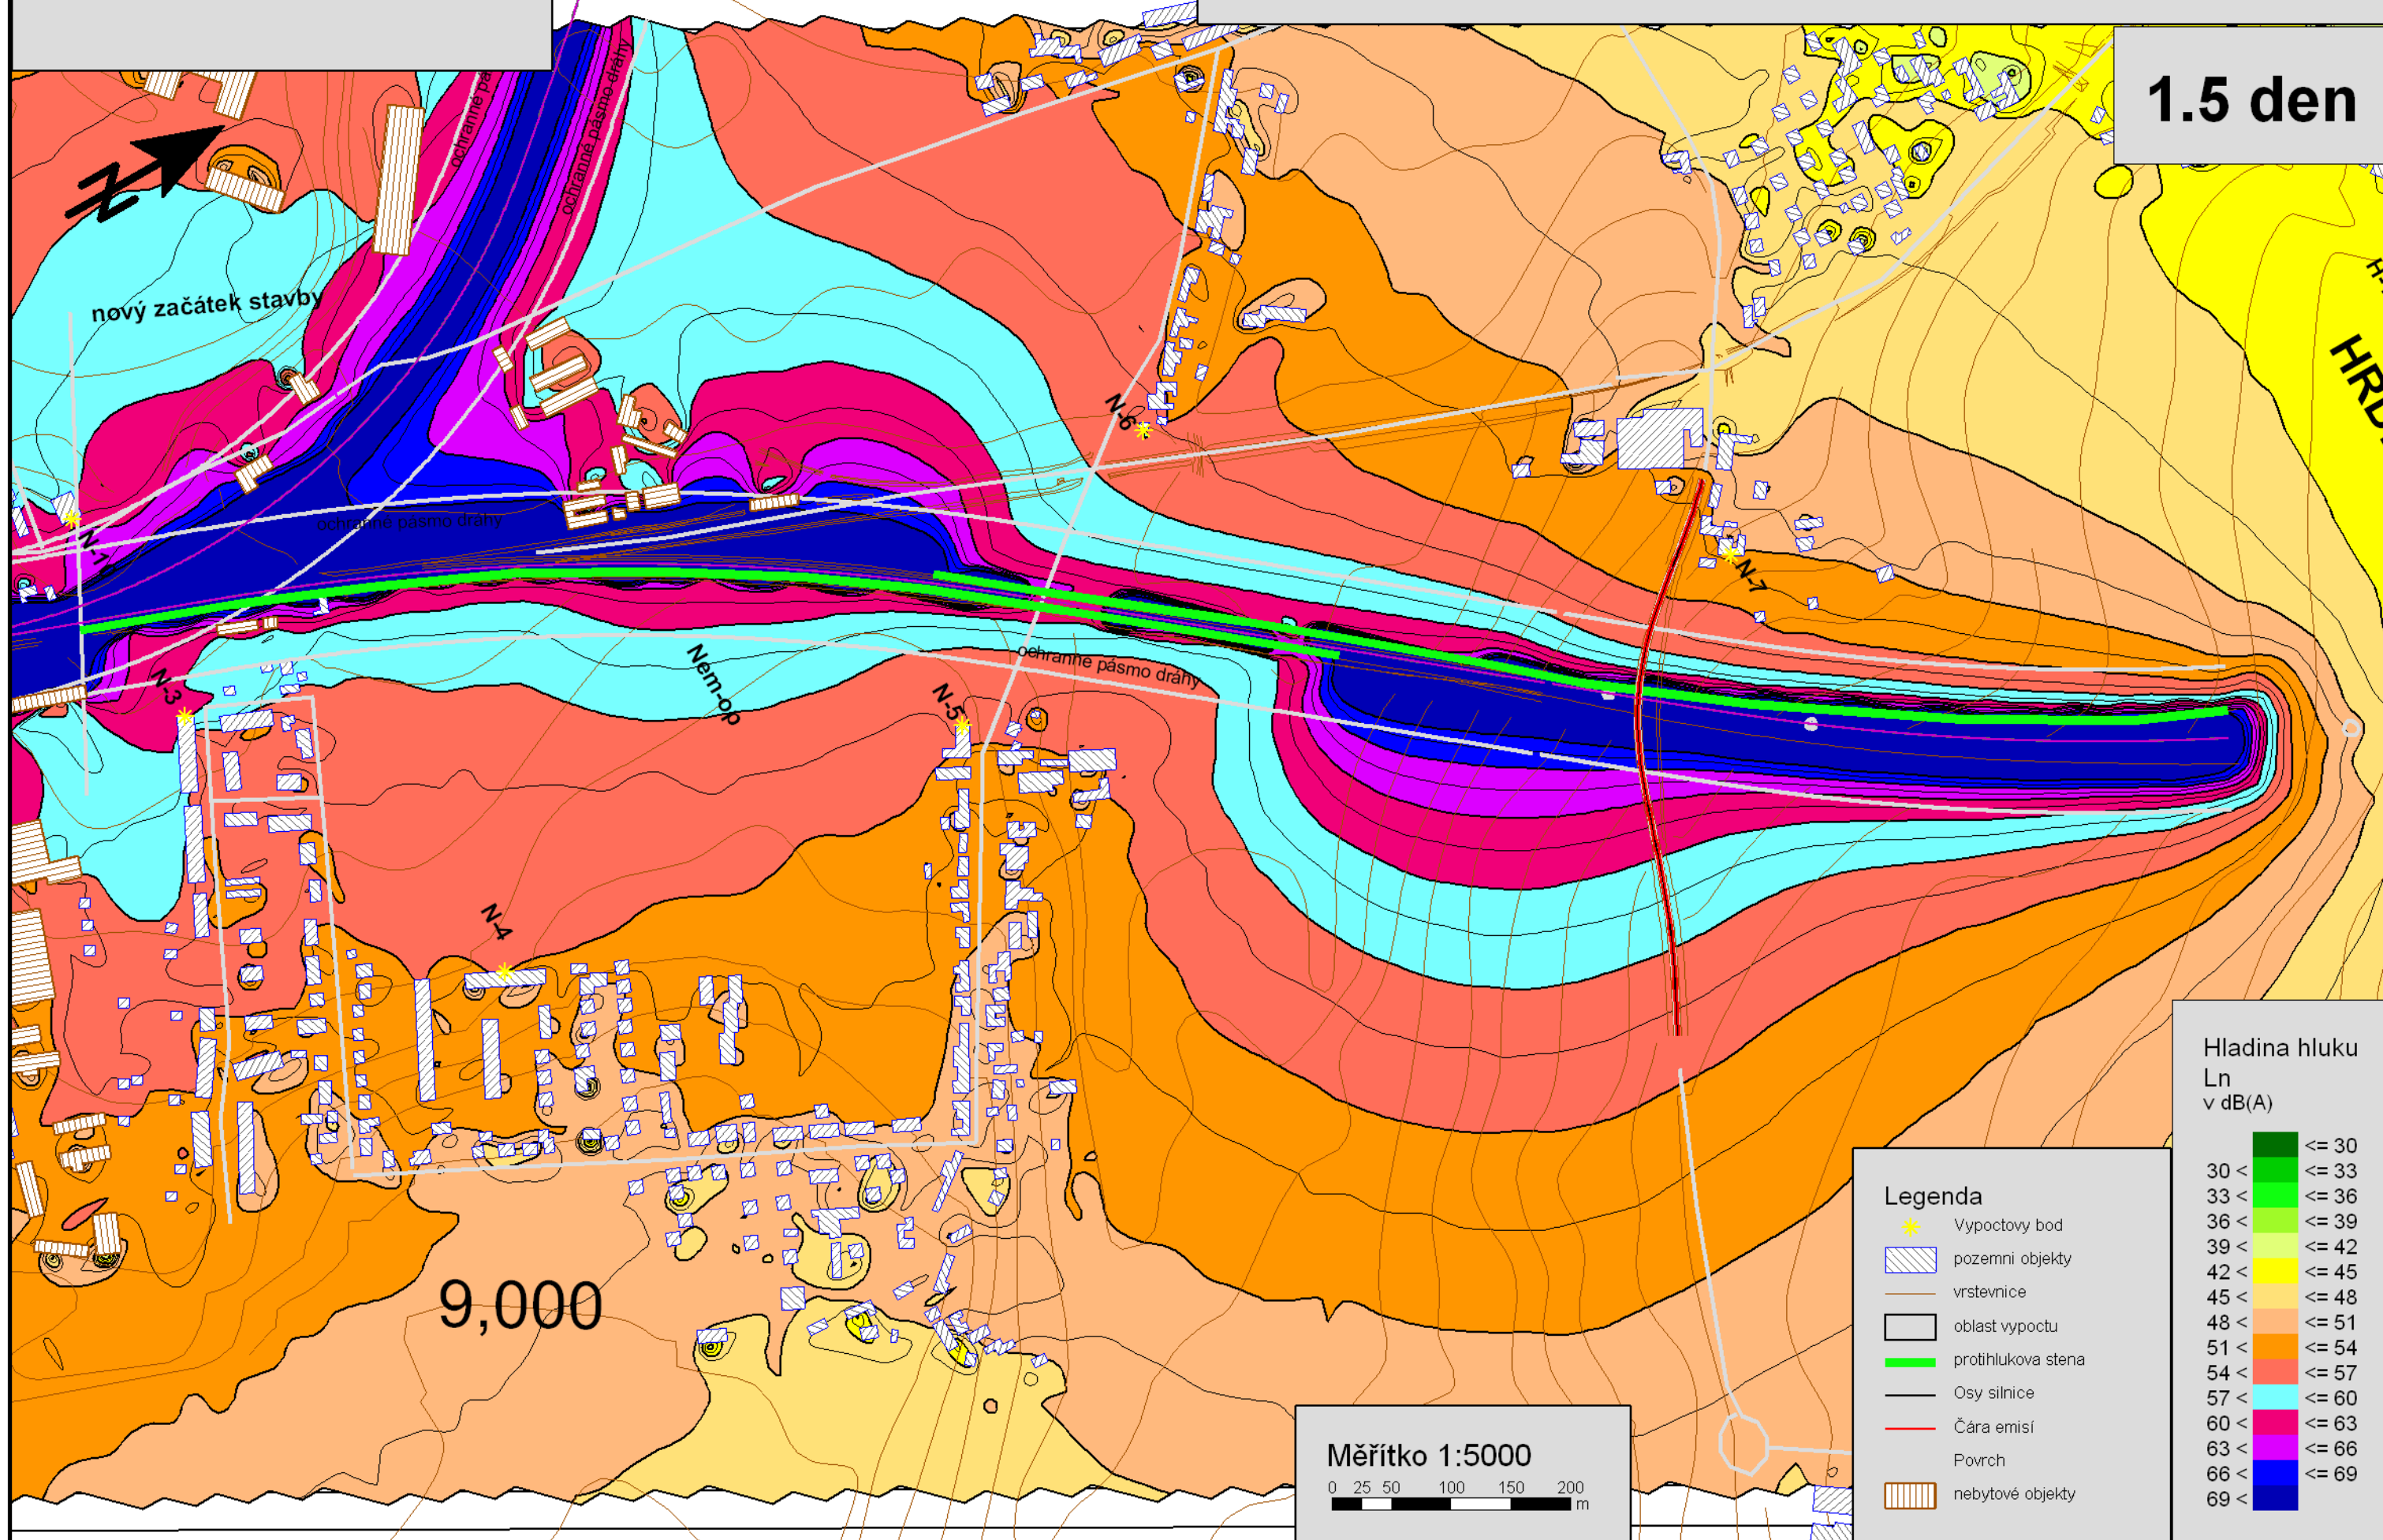 1.5 den
ochranné pá
ochranné pásmo dráhy
Z
nový začátek stavby
N-6
ochranné pásmo dráhy
N-1
N-7
N-3
Nem-op
ochranné pásmo dráhy
N-5
N-4
9,000
Měřítko 1:5000
0 25 50 100 150 200
m
Legenda
Vypoctovy bod
pozemni objekty
vrstevnice
oblast vypoctu
protihlukova stena
Osy silnice
Čára emisí
Povrch
nebytové objekty
Hladina hluku
Ln
v dB(A)
<= 30
30 < <= 33
33 < <= 36
36 < <= 39
39 < <= 42
42 < <= 45
45 < <= 48
48 < <= 51
51 < <= 54
54 < <= 57
57 < <= 60
60 < <= 63
63 < <= 66
66 < <= 69
69 <